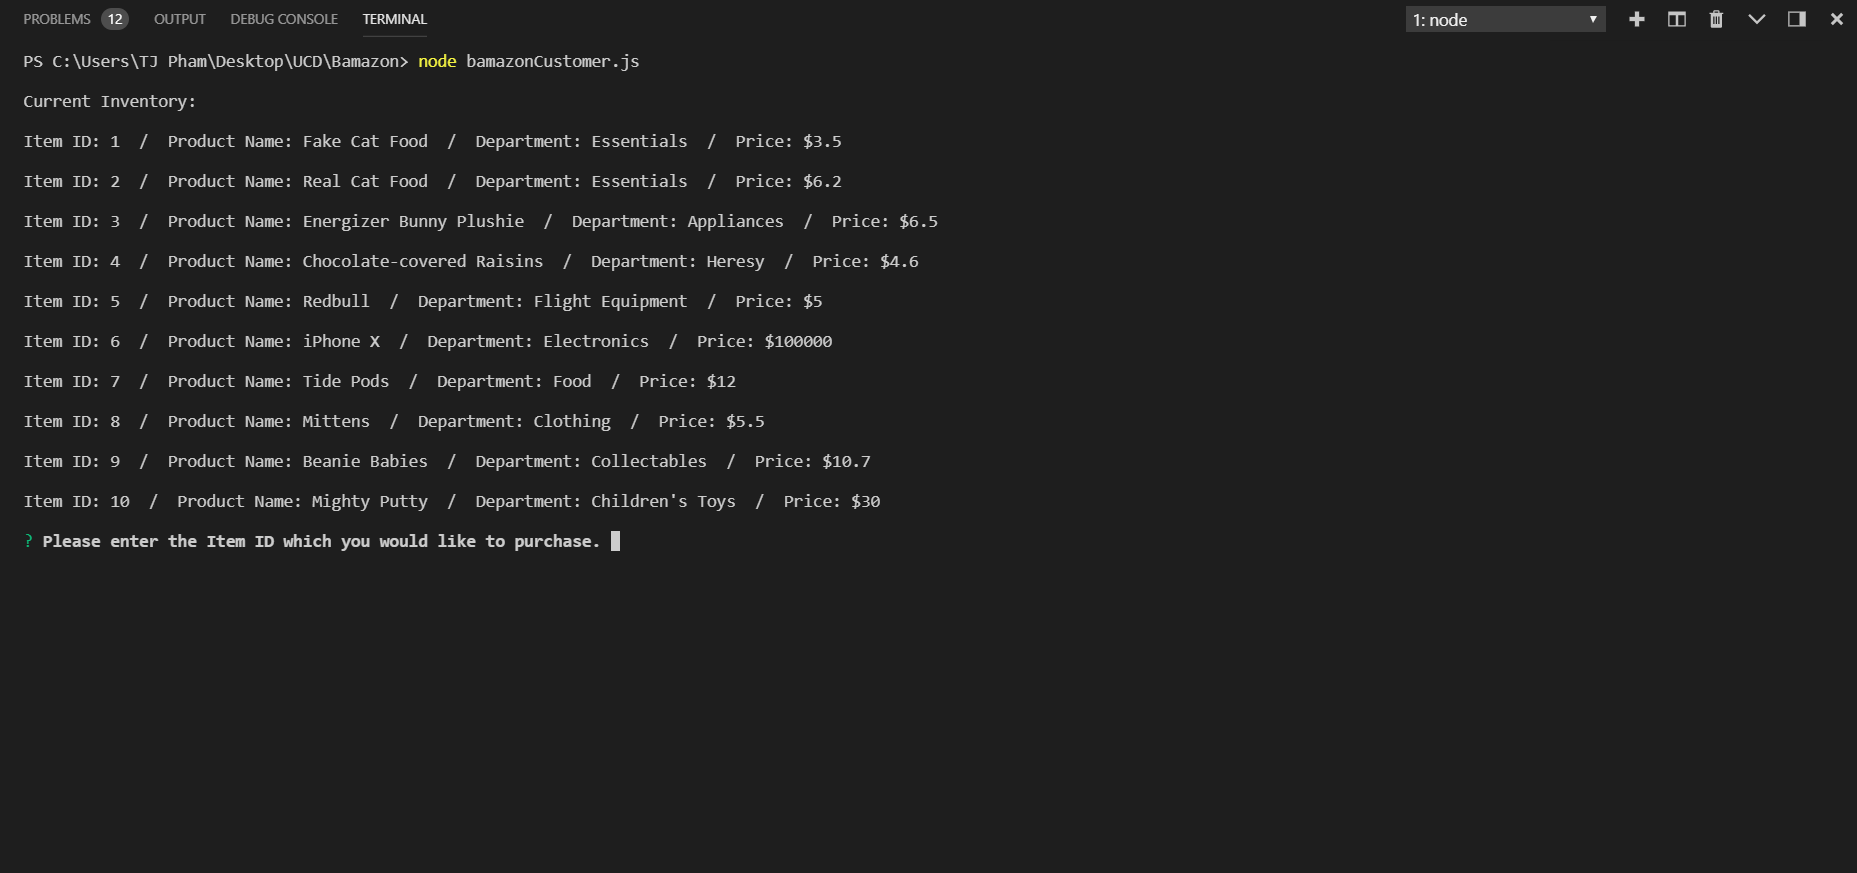 PROBLEMS 12 OUTPUT DEBUG CONSOLE TERMINAL 1: node
PS C:\Users\TJ Pham\Desktop\UCD\Bamazon> node bamazonCustomer.js
Current Inventory:
Item ID: 1  /  Product Name: Fake Cat Food  /  Department: Essentials  /  Price: $3.5
Item ID: 2  /  Product Name: Real Cat Food  /  Department: Essentials  /  Price: $6.2
Item ID: 3  /  Product Name: Energizer Bunny Plushie  /  Department: Appliances  /  Price: $6.5
Item ID: 4  /  Product Name: Chocolate-covered Raisins  /  Department: Heresy  /  Price: $4.6
Item ID: 5  /  Product Name: Redbull  /  Department: Flight Equipment  /  Price: $5
Item ID: 6  /  Product Name: iPhone X  /  Department: Electronics  /  Price: $100000
Item ID: 7  /  Product Name: Tide Pods  /  Department: Food  /  Price: $12
Item ID: 8  /  Product Name: Mittens  /  Department: Clothing  /  Price: $5.5
Item ID: 9  /  Product Name: Beanie Babies  /  Department: Collectables  /  Price: $10.7
Item ID: 10  /  Product Name: Mighty Putty  /  Department: Children's Toys  /  Price: $30
? Please enter the Item ID which you would like to purchase.